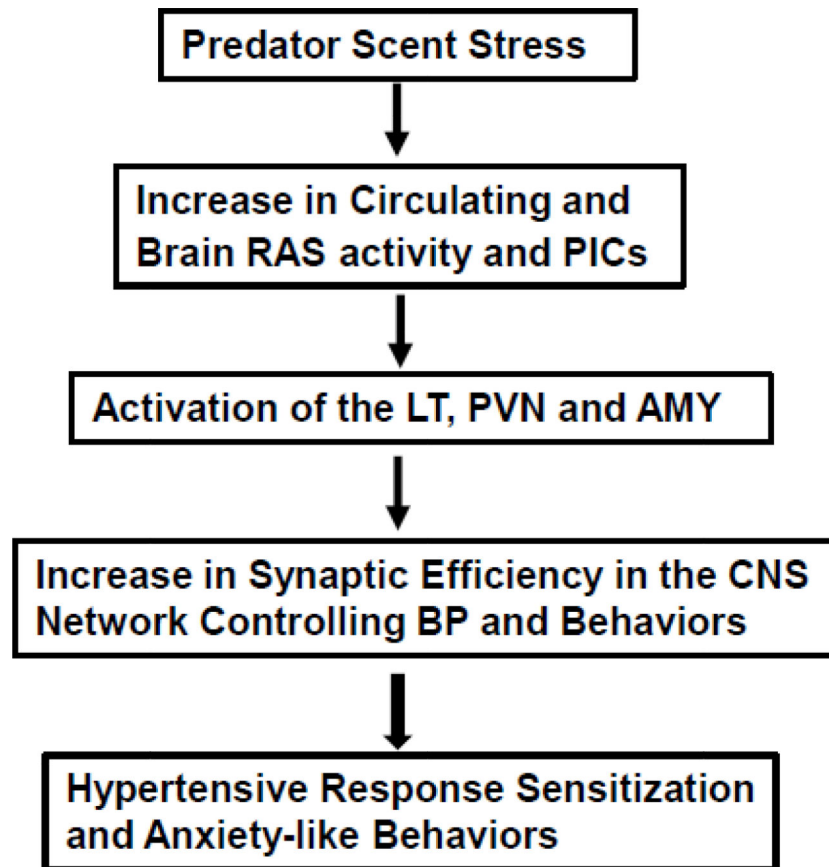 Predator Scent Stress
Increase in Circulating and
Brain RAS activity and PICs
Activation of the LT, PVN and AMY
Increase in Synaptic Efficiency in the CNS
Network Controlling BP and Behaviors
Hypertensive Response Sensitization
and Anxiety-like Behaviors